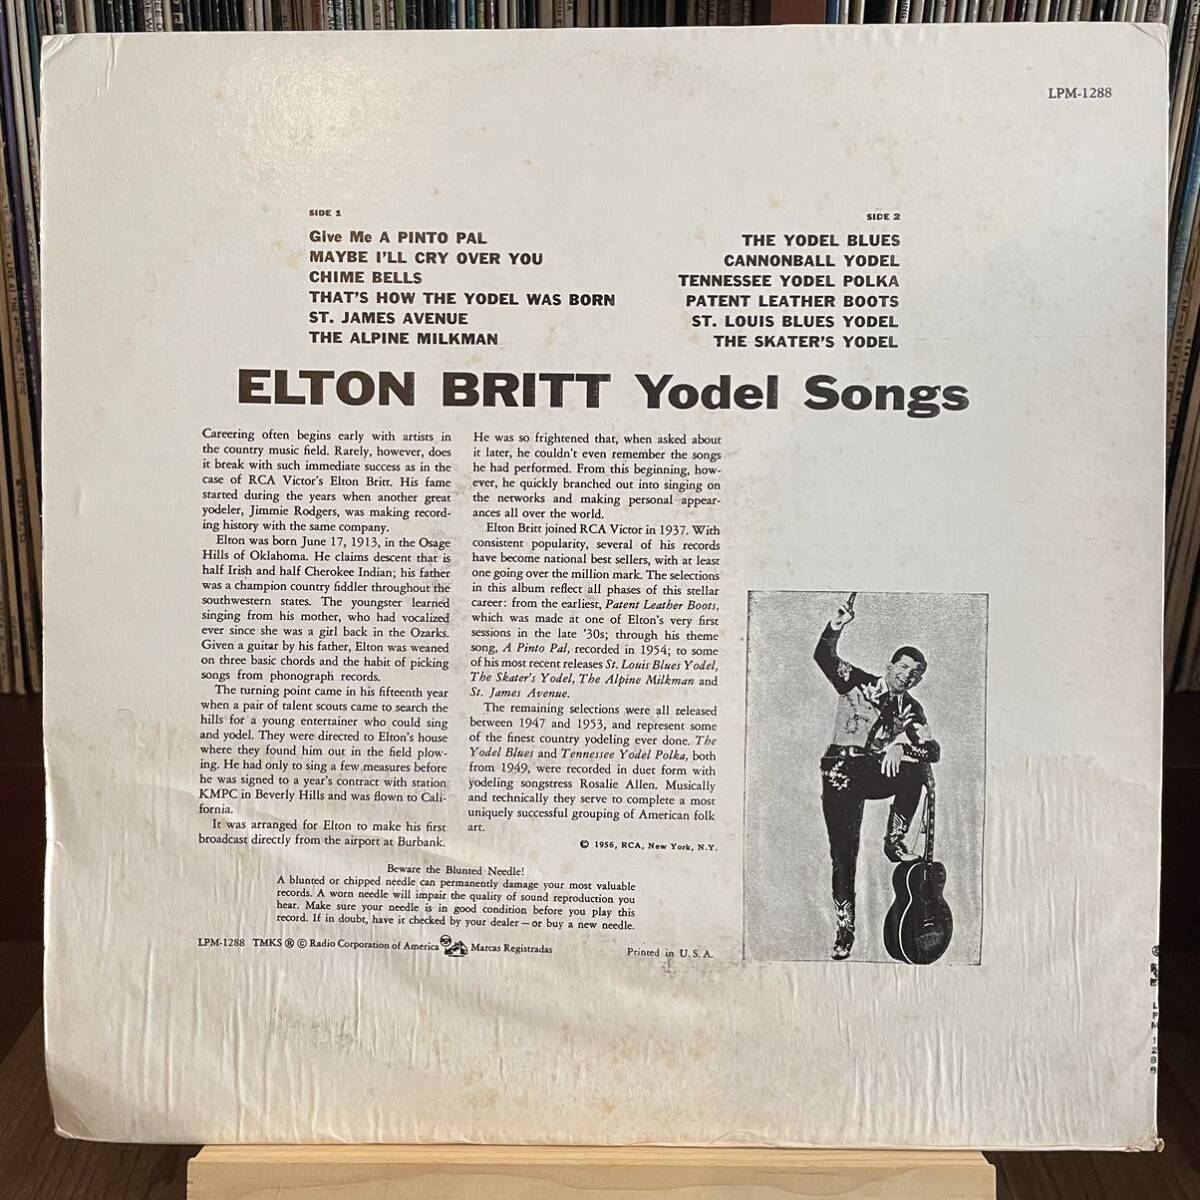 LPM-1288
SIDE 1
Give Me A PINTO PAL
MAYBE I'LL CRY OVER YOU
CHIME BELLS
THAT'S HOW THE YODEL WAS BORN
ST. JAMES AVENUE
THE ALPINE MILKMAN
SIDE 2
THE YODEL BLUES
CANNONBALL YODEL
TENNESSEE YODEL POLKA
PATENT LEATHER BOOTS
ST. LOUIS BLUES YODEL
THE SKATER'S YODEL
ELTON BRITT Yodel Songs
Careering often begins early with artists in
the country music field. Rarely, however, does
it break with such immediate success as in the
case of RCA Victor's Elton Britt. His fame
started during the years when another great
yodeler, Jimmie Rodgers, was making record-
ing history with the same company.
Elton was born June 17, 1913, in the Osage
Hills of Oklahoma. He claims descent that is
half Irish and half Cherokee Indian; his father
was a champion country fiddler throughout the
southwestern states. The youngster learned
singing from his mother, who had vocalized
ever since she was a girl back in the Ozarks.
Given a guitar by his father, Elton was weaned
on three basic chords and the habit of picking
songs from phonograph records.
The turning point came in his fifteenth year
when a pair of talent scouts came to search the
hills for a young entertainer who could sing
and yodel. They were directed to Elton's house
where they found him out in the field plow-
ing. He had only to sing a few measures before
he was signed to a year's contract with station
KMPC in Beverly Hills and was flown to Cali-
fornia.
It was arranged for Elton to make his first
broadcast directly from the airport at Burbank.
He was so frightened that, when asked about
it later, he couldn't even remember the songs
he had performed. From this beginning, how-
ever, he quickly branched out into singing on
the networks and making personal appear-
ances all over the world.
Elton Britt joined RCA Victor in 1937. With
consistent popularity, several of his records
have become national best sellers, with at least
one going over the million mark. The selections
in this album reflect all phases of this stellar
career: from the earliest, Patent Leather Boots,
which was made at one of Elton's very first
sessions in the late '30s; through his theme
song, A Pinto Pal, recorded in 1954; to some
of his most recent releases St. Louis Blues Yodel,
The Skater's Yodel, The Alpine Milkman and
St. James Avenue.
The remaining selections were all released
between 1947 and 1953, and represent some
of the finest country yodeling ever done. The
Yodel Blues and Tennessee Yodel Polka, both
from 1949, were recorded in duet form with
yodeling songstress Rosalie Allen. Musically
and technically they serve to complete a most
uniquely successful grouping of American folk
art.
© 1956, RCA, New York, N.Y.
Beware the Blunted Needle!
A blunted or chipped needle can permanently damage your most valuable
records. A worn needle will impair the quality of sound reproduction you
hear. Make sure your needle is in good condition before you play this
record. If in doubt, have it checked by your dealer—or buy a new needle.
LPM-1288 TMKS ® © Radio Corporation of America Marcas Registradas
Printed in U.S.A.
LPM 1288